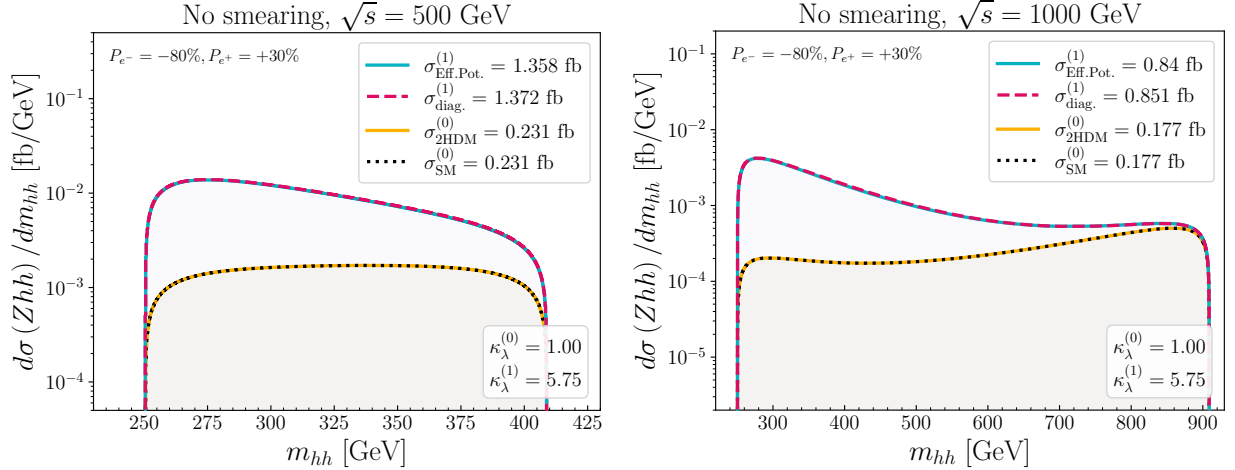 No smearing, √s = 500 GeV
P_{e^-} = −80%, P_{e^+} = +30%
σ^{(1)}_{Eff.Pot.} = 1.358 fb
σ^{(1)}_{diag.} = 1.372 fb
σ^{(0)}_{2HDM} = 0.231 fb
σ^{(0)}_{SM} = 0.231 fb
dσ (Zhh) /dm_{hh} [fb/GeV]
10^{−1}
10^{−2}
10^{−3}
10^{−4}
κ^{(0)}_λ = 1.00
κ^{(1)}_λ = 5.75
250 275 300 325 350 375 400 425
m_{hh} [GeV]
No smearing, √s = 1000 GeV
P_{e^-} = −80%, P_{e^+} = +30%
σ^{(1)}_{Eff.Pot.} = 0.84 fb
σ^{(1)}_{diag.} = 0.851 fb
σ^{(0)}_{2HDM} = 0.177 fb
σ^{(0)}_{SM} = 0.177 fb
dσ (Zhh) /dm_{hh} [fb/GeV]
10^{−1}
10^{−2}
10^{−3}
10^{−4}
10^{−5}
κ^{(0)}_λ = 1.00
κ^{(1)}_λ = 5.75
300 400 500 600 700 800 900
m_{hh} [GeV]